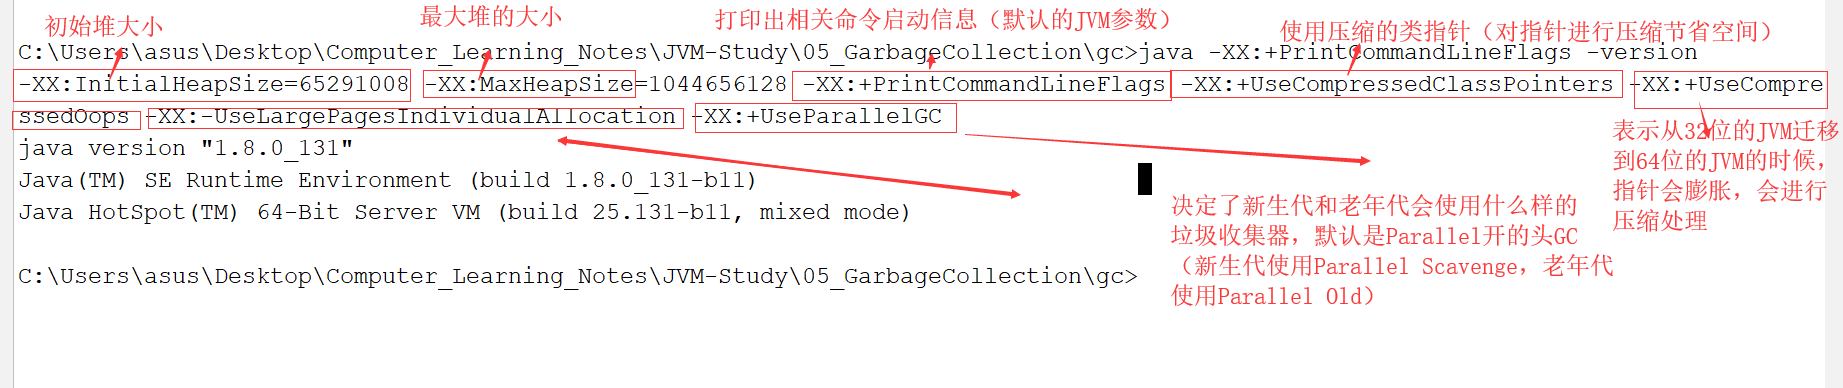 初始堆大小
最大堆的大小
打印出相关命令启动信息（默认的JVM参数）
使用压缩的类指针（对指针进行压缩节省空间）
C:\Users\asus\Desktop\Computer_Learning_Notes\JVM-Study\05_GarbageCollection\gc>java -XX:+PrintCommandLineFlags -version
-XX:InitialHeapSize=65291008 -XX:MaxHeapSize=1044656128 -XX:+PrintCommandLineFlags -XX:+UseCompressedClassPointers -XX:+UseCompre
ssedOops -XX:-UseLargePagesIndividualAllocation -XX:+UseParallelGC
java version "1.8.0_131"
Java(TM) SE Runtime Environment (build 1.8.0_131-b11)
Java HotSpot(TM) 64-Bit Server VM (build 25.131-b11, mixed mode)
表示从32位的JVM迁移
到64位的JVM的时候，
指针会膨胀，会进行
压缩处理
决定了新生代和老年代会使用什么样的
垃圾收集器，默认是Parallel开的头GC
（新生代使用Parallel Scavenge，老年代
使用Parallel Old）
C:\Users\asus\Desktop\Computer_Learning_Notes\JVM-Study\05_GarbageCollection\gc>